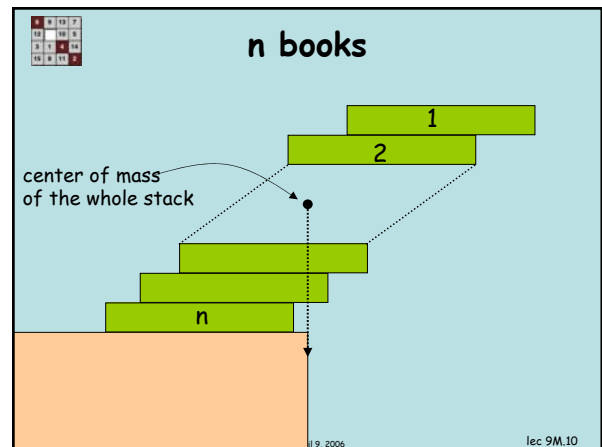 n books
1
2
center of mass
of the whole stack
n
il 9, 2006
lec 9M.10